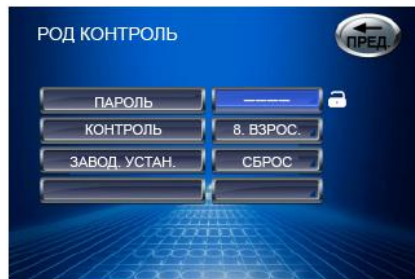 РОД КОНТРОЛЬ
ПРЕД.
ПАРОЛЬ ----
КОНТРОЛЬ 8. ВЗРОС.
ЗАВОД. УСТАН. СБРОС